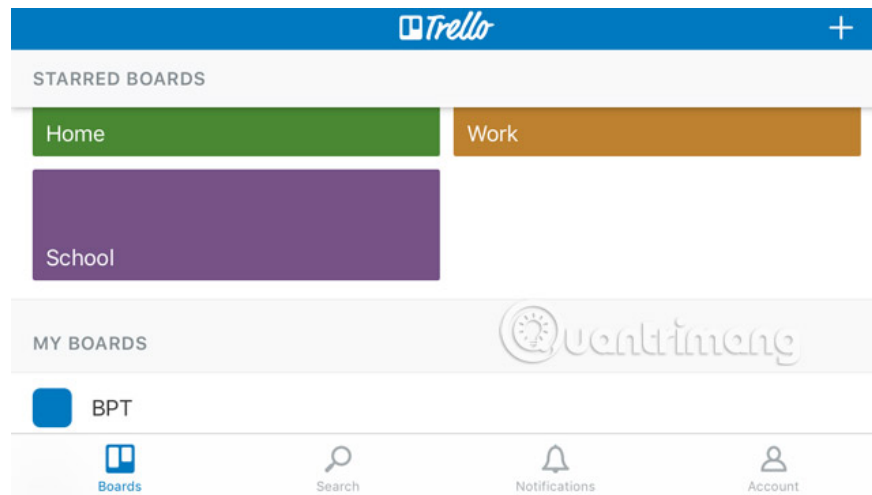 Trello
STARRED BOARDS
Home Work
School
MY BOARDS
Quantrimang
BPT
Boards Search Notifications Account